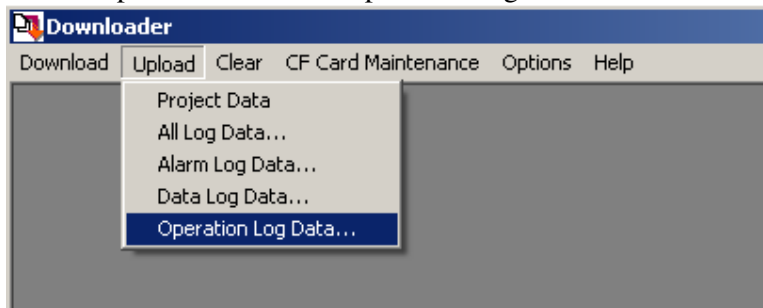 Downloader
Download Upload Clear CF Card Maintenance Options Help
Project Data
All Log Data...
Alarm Log Data...
Data Log Data...
Operation Log Data...